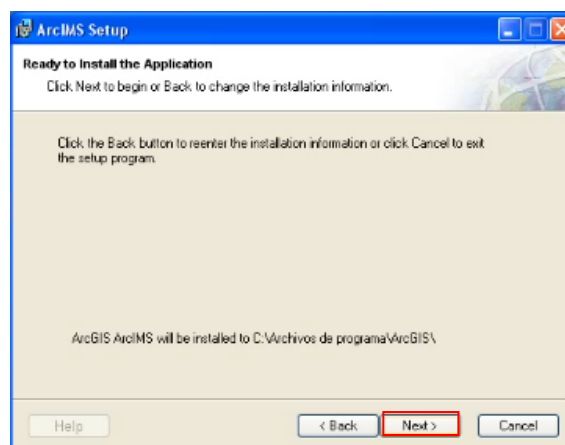 ArcIMS Setup
Ready to Install the Application
Click Next to begin or Back to change the installation information.
Click the Back button to reenter the installation information or click Cancel to exit
the setup program.
ArcGIS ArcIMS will be installed to C:\Archivos de programa\ArcGIS\
Help
< Back
Next >
Cancel